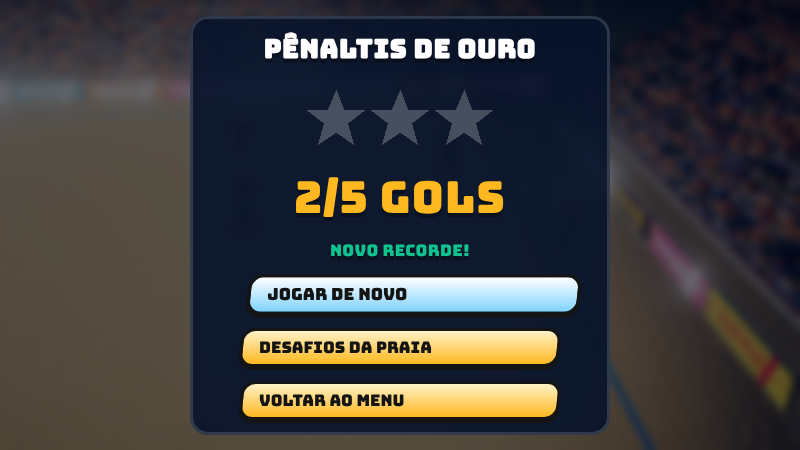 PÊNALTIS DE OURO
2/5 GOLS
NOVO RECORDE!
JOGAR DE NOVO
DESAFIOS DA PRAIA
VOLTAR AO MENU